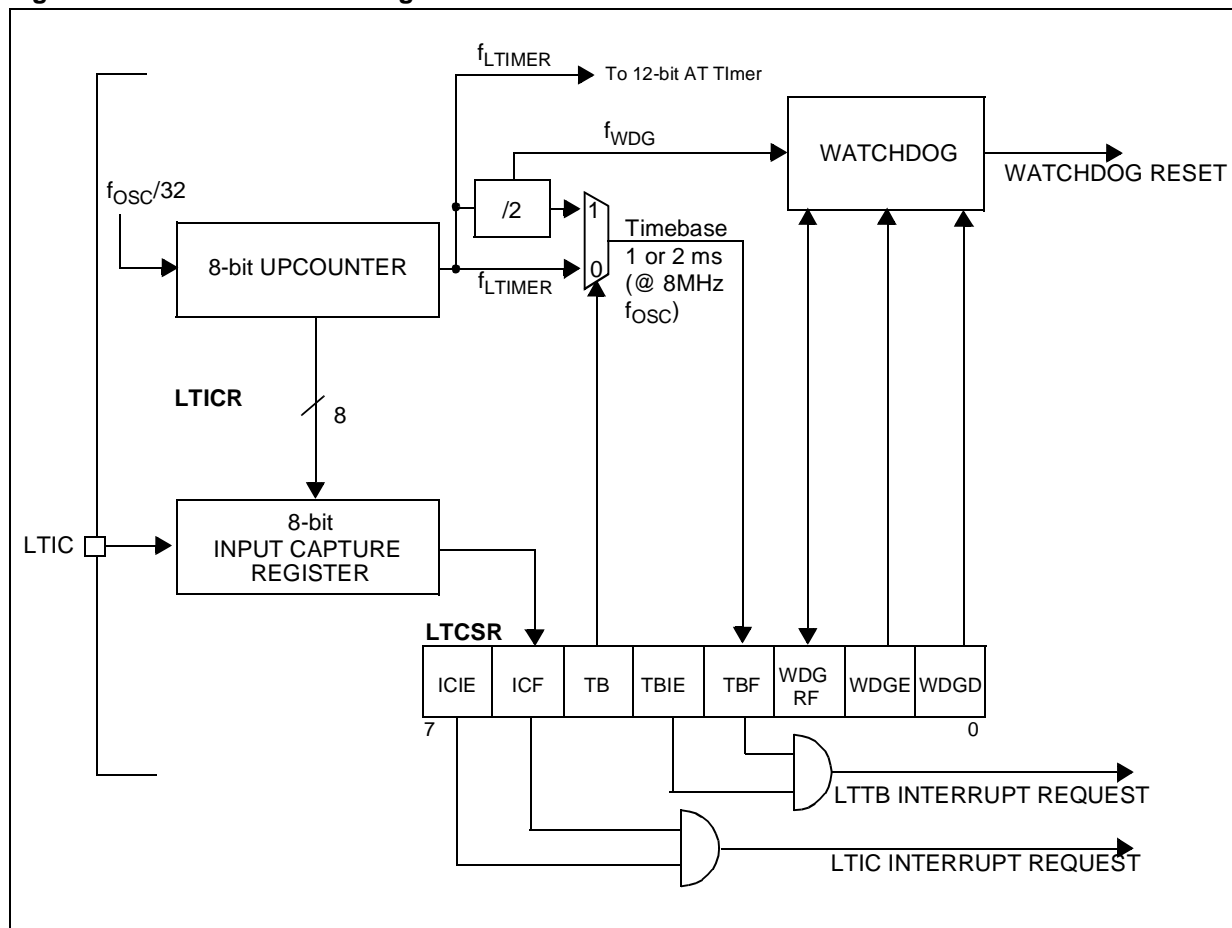 fLTIMER
To 12-bit AT TImer
fWDG
WATCHDOG
WATCHDOG RESET
fOSC/32
/2
1
8-bit UPCOUNTER
fLTIMER
0
Timebase
1 or 2 ms
(@ 8MHz
fOSC)
LTICR
8
LTIC
8-bit
INPUT CAPTURE
REGISTER
LTCSR
ICIE
ICF
TB
TBIE
TBF
WDG
RF
WDGE
WDGD
7
0
LTTB INTERRUPT REQUEST
LTIC INTERRUPT REQUEST